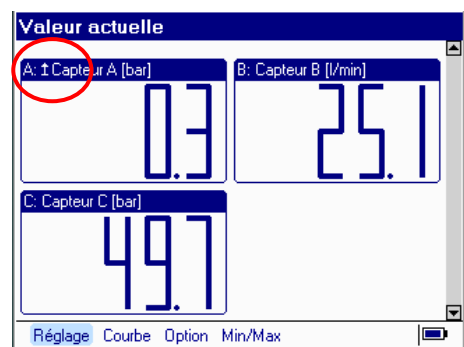 Valeur actuelle
A: ↥Capteur A [bar]
0.3
B: Capteur B [l/min]
25.1
C: Capteur C [bar]
49.7
Réglage Courbe Option Min/Max